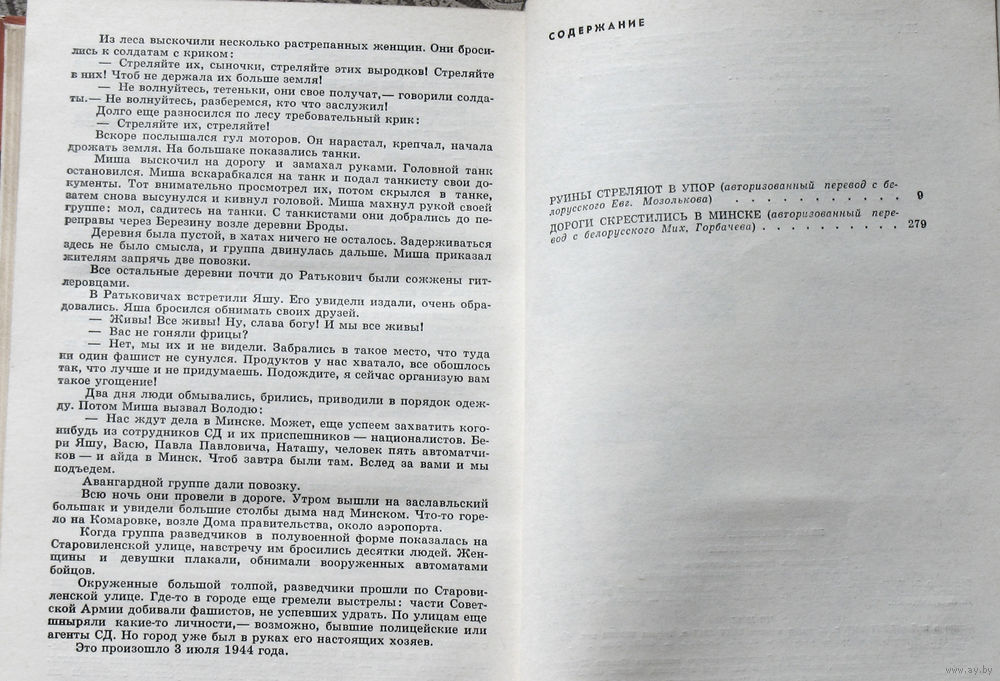 Из леса выскочили несколько растрепанных женщин. Они броси-
лись к солдатам с криком:
— Стреляйте их, сыночки, стреляйте этих выродков! Стреляйте
в них! Чтоб не держала их больше земля!
— Не волнуйтесь, тетеньки, они свое получат,— говорили солда-
ты.— Не волнуйтесь, разберемся, кто что заслужил!
Долго еще разносился по лесу требовательный крик:
— Стреляйте их, стреляйте!
Вскоре послышался гул моторов. Он нарастал, крепчал, начала
дрожать земля. На большаке показались танки.
Миша выскочил на дорогу и замахал руками. Головной танк
остановился. Миша вскарабкался на танк и подал танкисту свои до-
кументы. Тот внимательно просмотрел их, потом скрылся в танке,
затем снова высунулся и кивнул головой. Миша махнул рукой своей
группе: мол, садитесь на танки. С танкистами они добрались до пе-
реправы через Березину возле деревни Броды.
Деревня была пустой, в хатах ничего не осталось. Задерживаться
здесь не было смысла, и группа двинулась дальше. Миша приказал
жителям запрячь две повозки.
Все остальные деревни почти до Ратькович были сожжены гит-
леровцами.
В Ратьковичах встретили Яшу. Его увидели издали, очень обра-
довались. Яша бросился обнимать своих друзей.
— Живы! Все живы! Ну, слава богу! И мы все живы!
— Вас не гоняли фрицы?
— Нет, мы их и не видели. Забрались в такое место, что туда
ни один фашист не сунулся. Продуктов у нас хватало, все обошлось
так, что лучше и не придумаешь. Подождите, я сейчас организую вам
такое угощение!
Два дня люди обмывались, брились, приводили в порядок одеж-
ду. Потом Миша вызвал Володю:
— Нас ждут дела в Минске. Может, еще успеем захватить кого-
нибудь из сотрудников СД и их приспешников — националистов. Бе-
ри Яшу, Васю, Павла Павловича, Наташу, человек пять автоматчи-
ков — и айда в Минск. Чтоб завтра были там. Вслед за вами и мы
подъедем.
Авангардной группе дали повозку.
Всю ночь они провели в дороге. Утром вышли на заславльский
большак и увидели большие столбы дыма над Минском. Что-то горе-
ло на Комаровке, возле Дома правительства, около аэропорта.
Когда группа разведчиков в полувоенной форме показалась на
Старовиленской улице, навстречу им бросились десятки людей. Жен-
щины и девушки плакали, обнимали вооруженных автоматами
бойцов.
Окруженные большой толпой, разведчики прошли по Старови-
ленской улице. Где-то в городе еще гремели выстрелы: части Совет-
ской Армии добивали фашистов, не успевших удрать. По улицам еще
шныряли какие-то личности,— возможно, бывшие полицейские или
агенты СД. Но город уже был в руках его настоящих хозяев.
Это произошло 3 июля 1944 года.
СОДЕРЖАНИЕ
РУИНЫ СТРЕЛЯЮТ В УПОР (авторизованный перевод с бе-
лорусского Евг. Мозолькова) . . . . . . . . . . . 9
ДОРОГИ СКРЕСТИЛИСЬ В МИНСКЕ (авторизованный пере-
вод с белорусского Мих, Горбачева) . . . . . . . . . . 279
www.ay.by